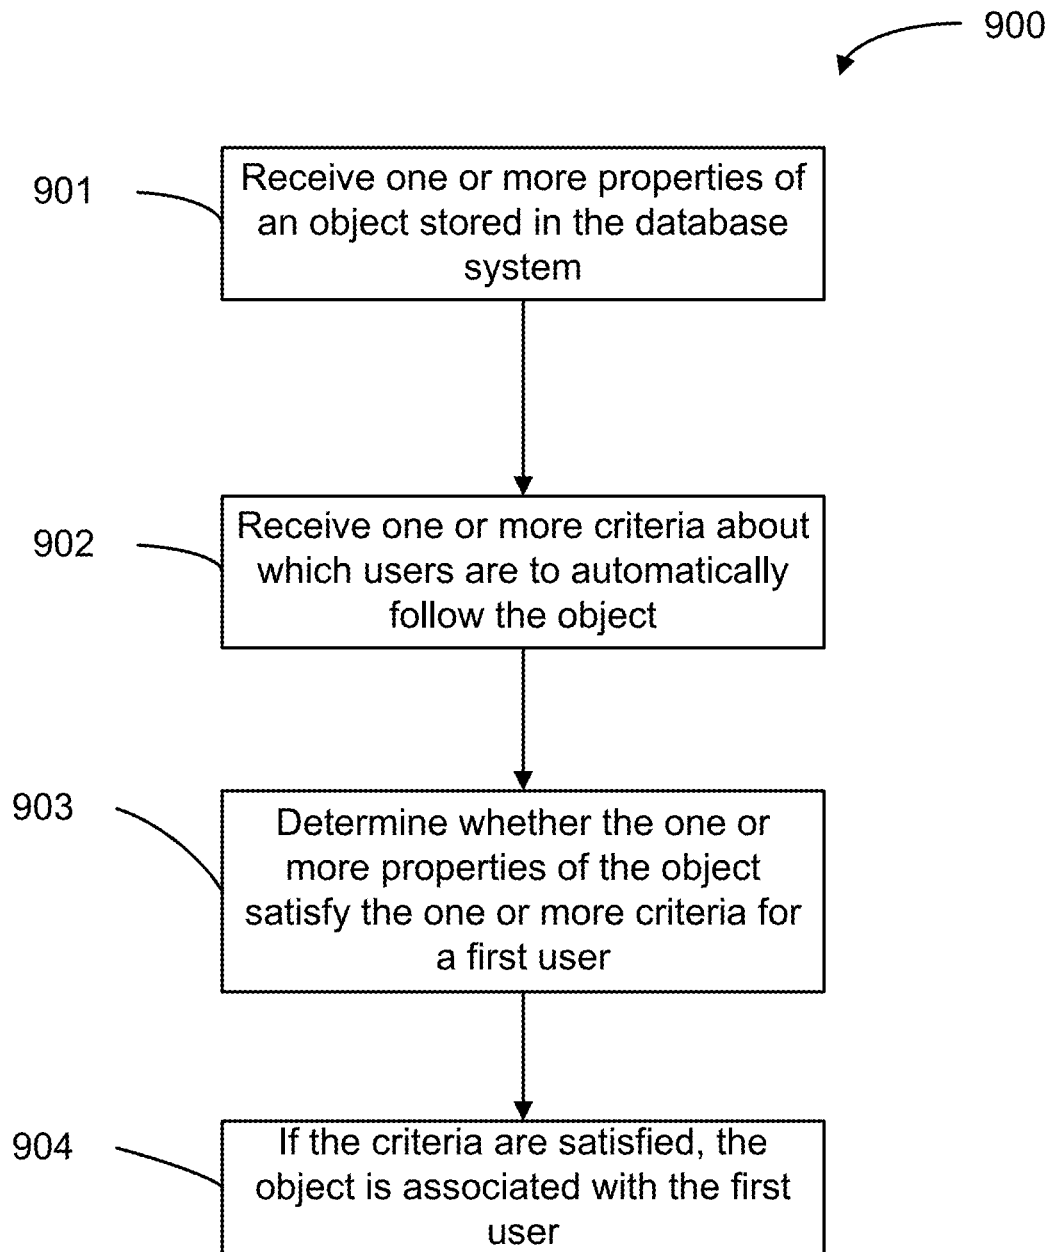 900
901
Receive one or more properties of
an object stored in the database
system
902
Receive one or more criteria about
which users are to automatically
follow the object
903
Determine whether the one or
more properties of the object
satisfy the one or more criteria for
a first user
904
If the criteria are satisfied, the
object is associated with the first
user